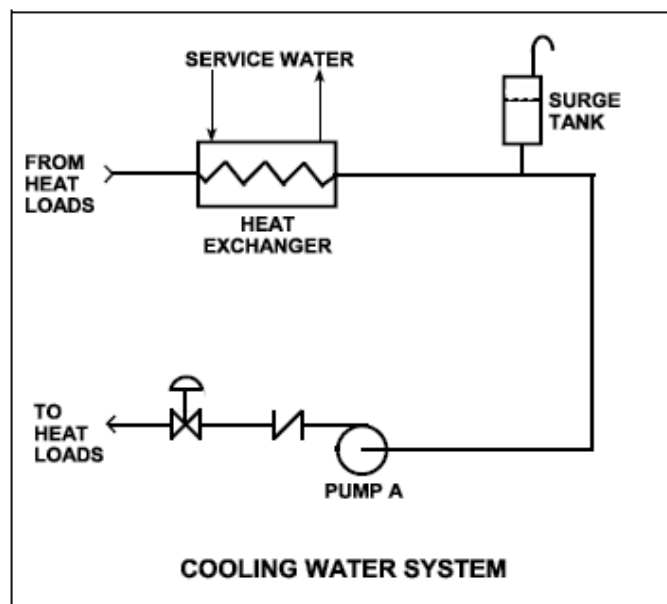 SERVICE WATER
SURGE
TANK
FROM
HEAT
LOADS
HEAT
EXCHANGER
TO
HEAT
LOADS
PUMP A
COOLING WATER SYSTEM